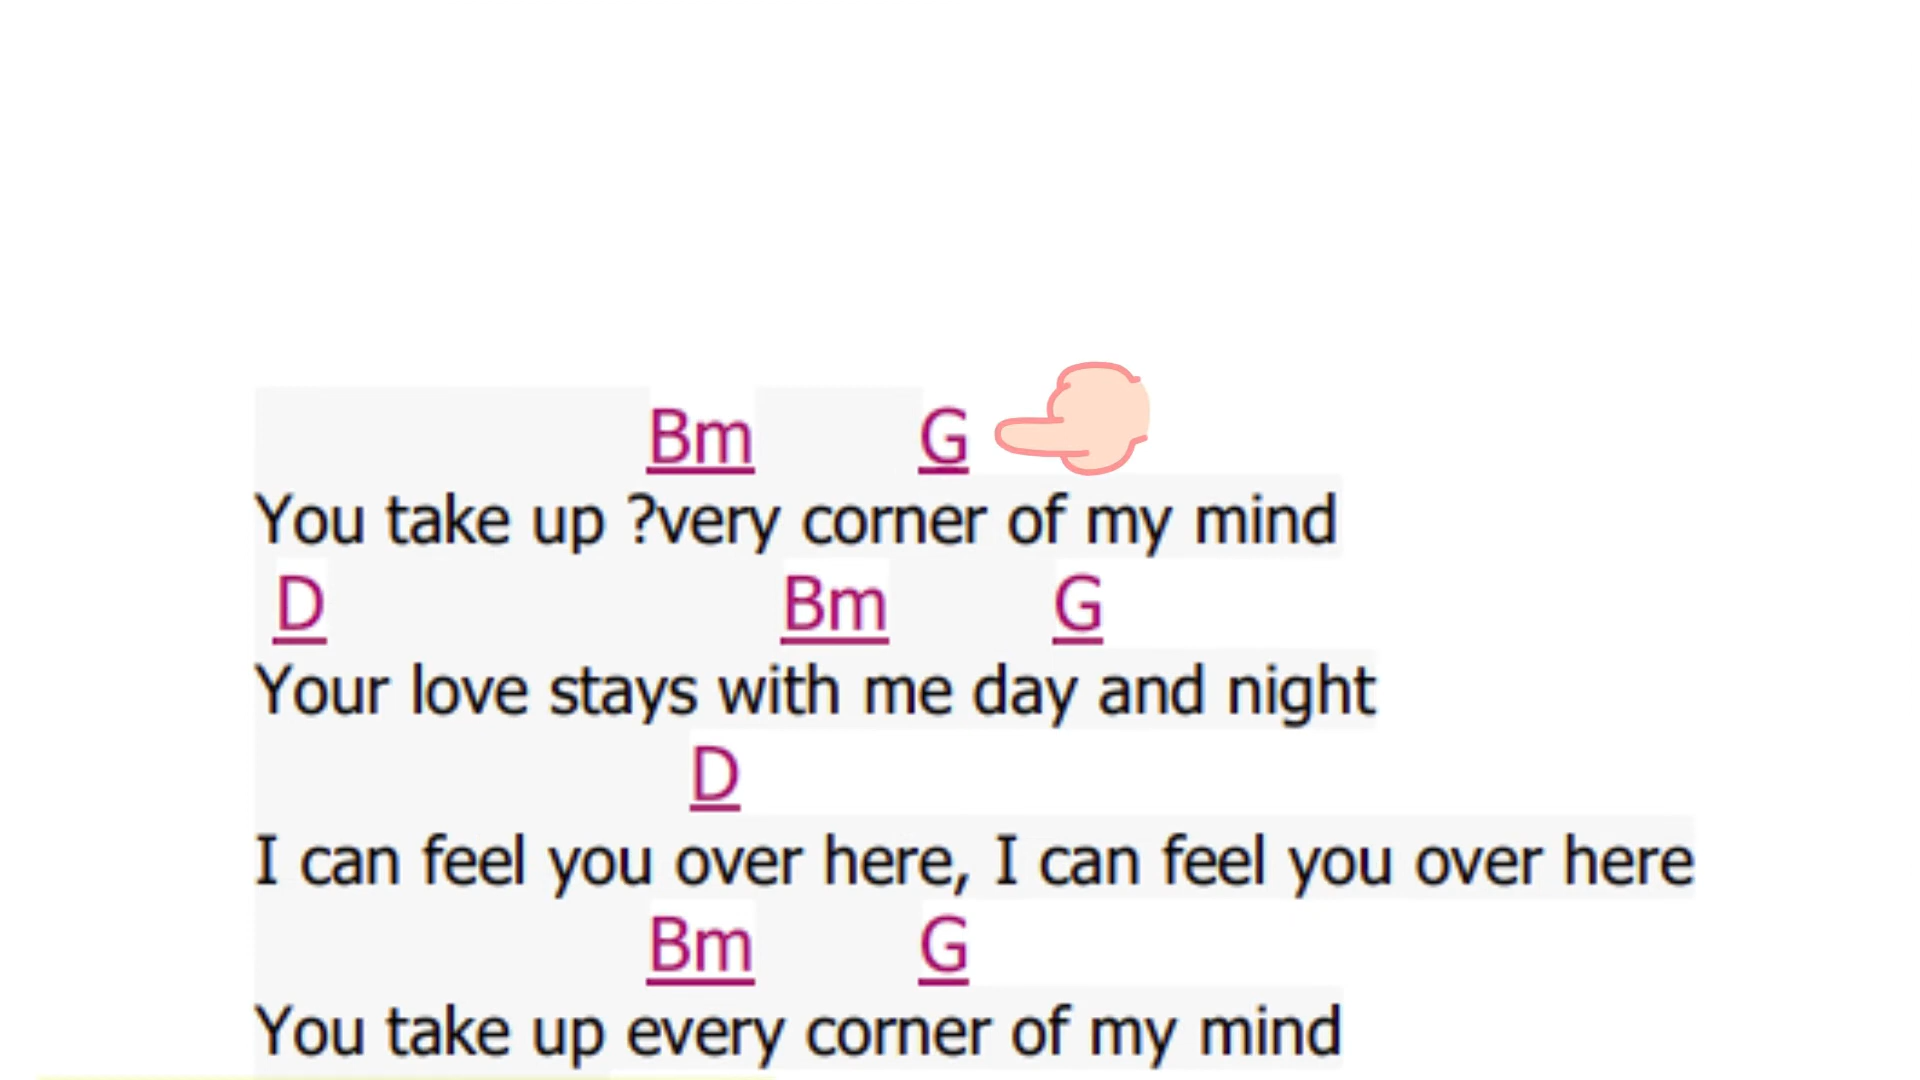 Bm G
You take up ?very corner of my mind
D Bm G
Your love stays with me day and night
D
I can feel you over here, I can feel you over here
Bm G
You take up every corner of my mind